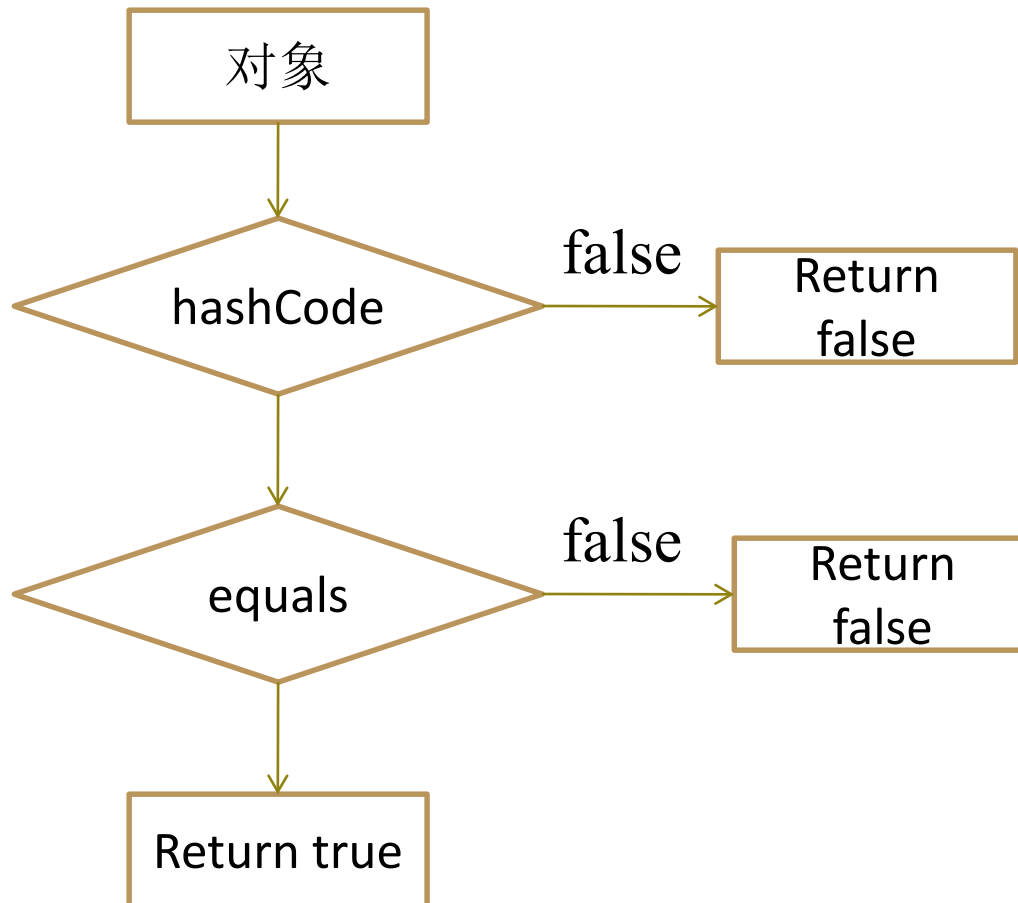 对象
hashCode
false
Return
false
equals
false
Return
false
Return true